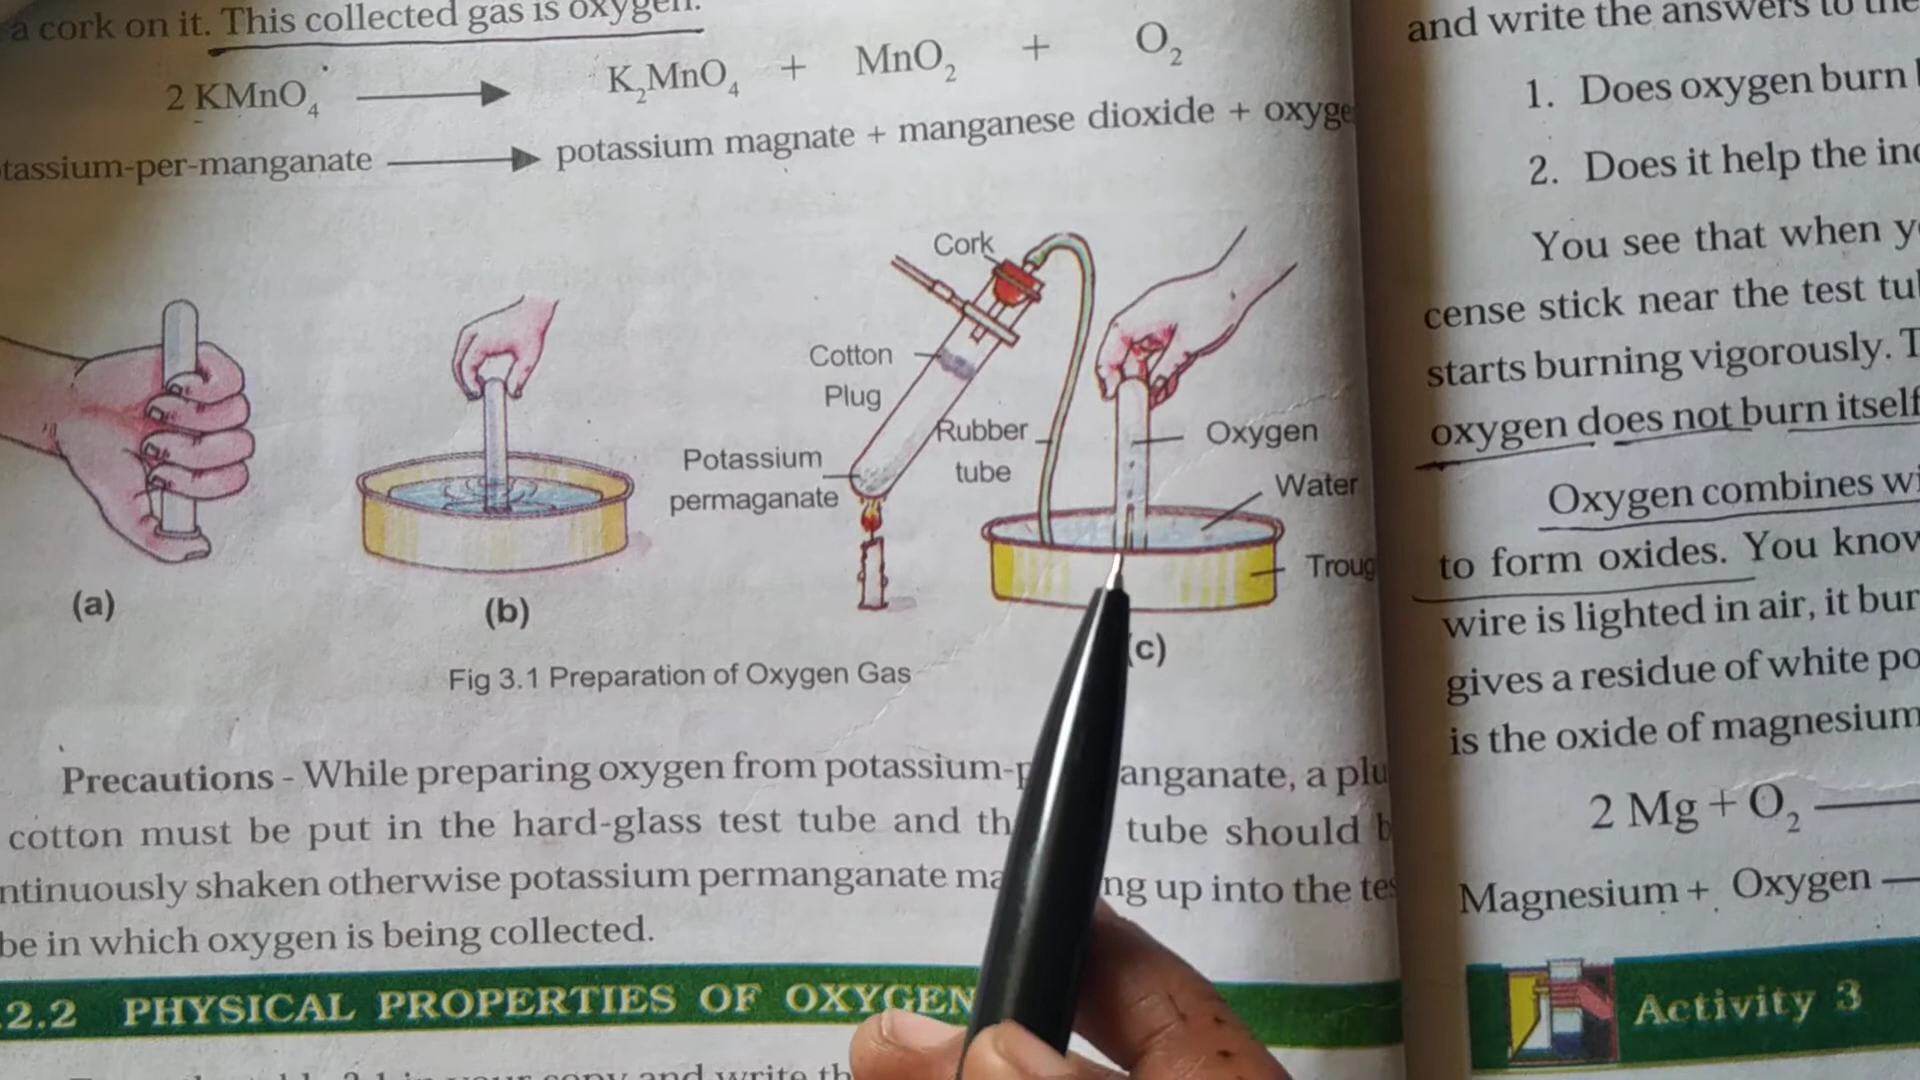 a cork on it. This collected gas is oxygen.
2 KMnO₄ ⟶ K₂MnO₄ + MnO₂ + O₂
tassium-per-manganate ⟶ potassium magnate + manganese dioxide + oxyge
Cork
Cotton
Plug
Rubber
tube
Potassium
permaganate
Oxygen
Water
Troug
(a)
(b)
(c)
Fig 3.1 Preparation of Oxygen Gas
Precautions - While preparing oxygen from potassium-p anganate, a plu
cotton must be put in the hard-glass test tube and th tube should b
ntinuously shaken otherwise potassium permanganate ma ng up into the tes
be in which oxygen is being collected.
.2.2 PHYSICAL PROPERTIES OF OXYGEN
in your copy and write th
and write the answers to the
1. Does oxygen burn
2. Does it help the inc
You see that when y
cense stick near the test tu
starts burning vigorously. T
oxygen does not burn itself
Oxygen combines wi
to form oxides. You know
wire is lighted in air, it bur
gives a residue of white po
is the oxide of magnesium
2 Mg + O₂
Magnesium + Oxygen
Activity 3